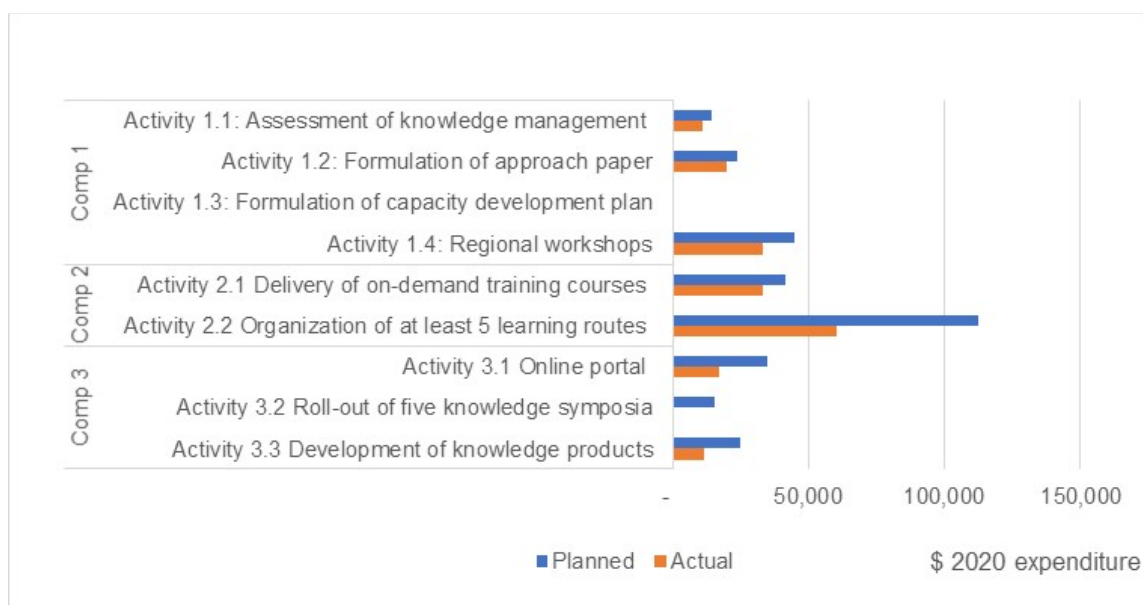 Comp 1
Activity 1.1: Assessment of knowledge management
Activity 1.2: Formulation of approach paper
Activity 1.3: Formulation of capacity development plan
Activity 1.4: Regional workshops
Comp 2
Activity 2.1 Delivery of on-demand training courses
Activity 2.2 Organization of at least 5 learning routes
Comp 3
Activity 3.1 Online portal
Activity 3.2 Roll-out of five knowledge symposia
Activity 3.3 Development of knowledge products
- 50,000 100,000 150,000
Planned Actual $ 2020 expenditure